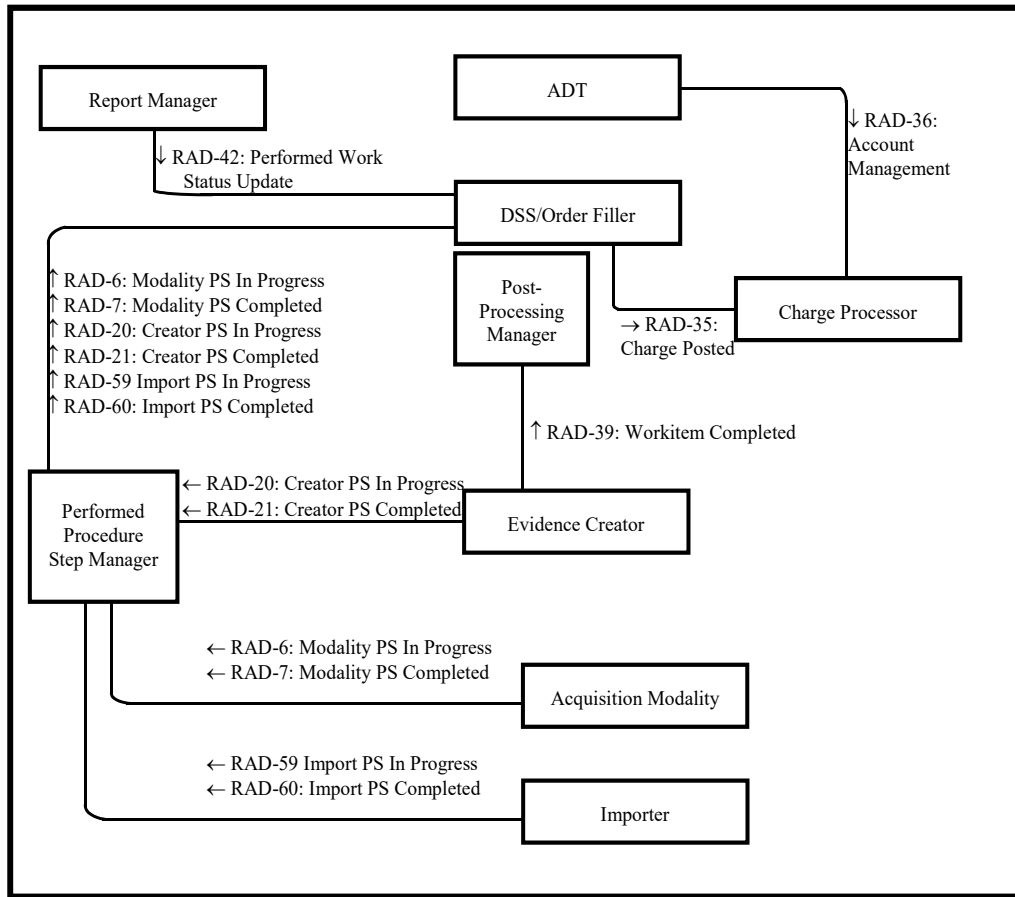 ADT
Report Manager
↓ RAD-36:
Account
Management
↓ RAD-42: Performed Work
Status Update
DSS/Order Filler
↑ RAD-6: Modality PS In Progress
↑ RAD-7: Modality PS Completed
↑ RAD-20: Creator PS In Progress
↑ RAD-21: Creator PS Completed
↑ RAD-59 Import PS In Progress
↑ RAD-60: Import PS Completed
Post-
Processing
Manager
Charge Processor
→ RAD-35:
Charge Posted
↑ RAD-39: Workitem Completed
← RAD-20: Creator PS In Progress
← RAD-21: Creator PS Completed
Performed
Procedure
Step Manager
Evidence Creator
← RAD-6: Modality PS In Progress
← RAD-7: Modality PS Completed
Acquisition Modality
← RAD-59 Import PS In Progress
← RAD-60: Import PS Completed
Importer